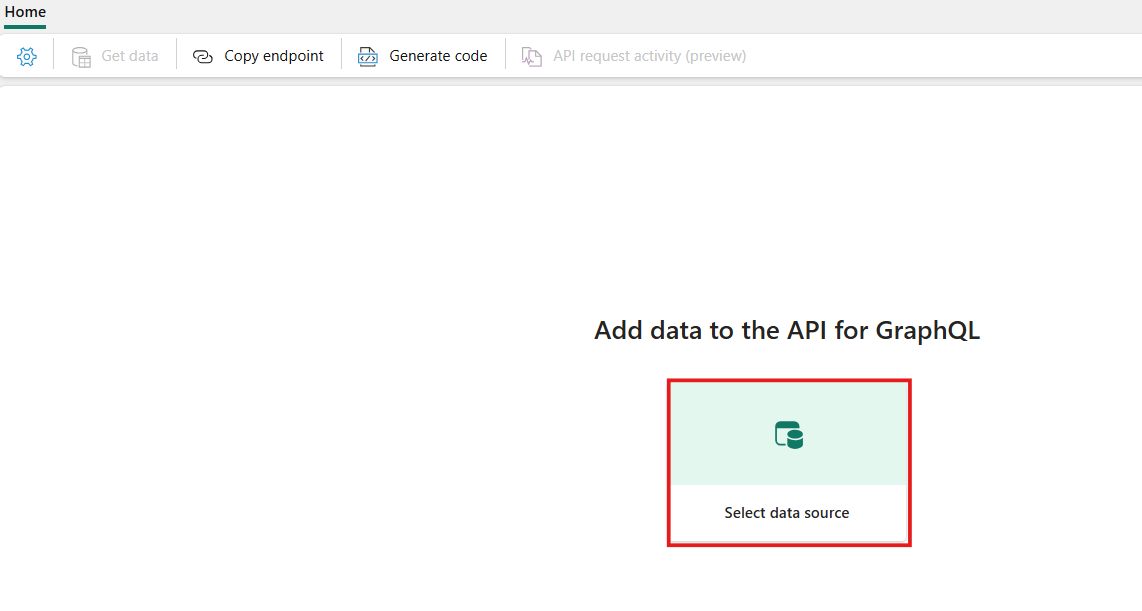 Home
Get data
Copy endpoint
Generate code
API request activity (preview)
Add data to the API for GraphQL
Select data source